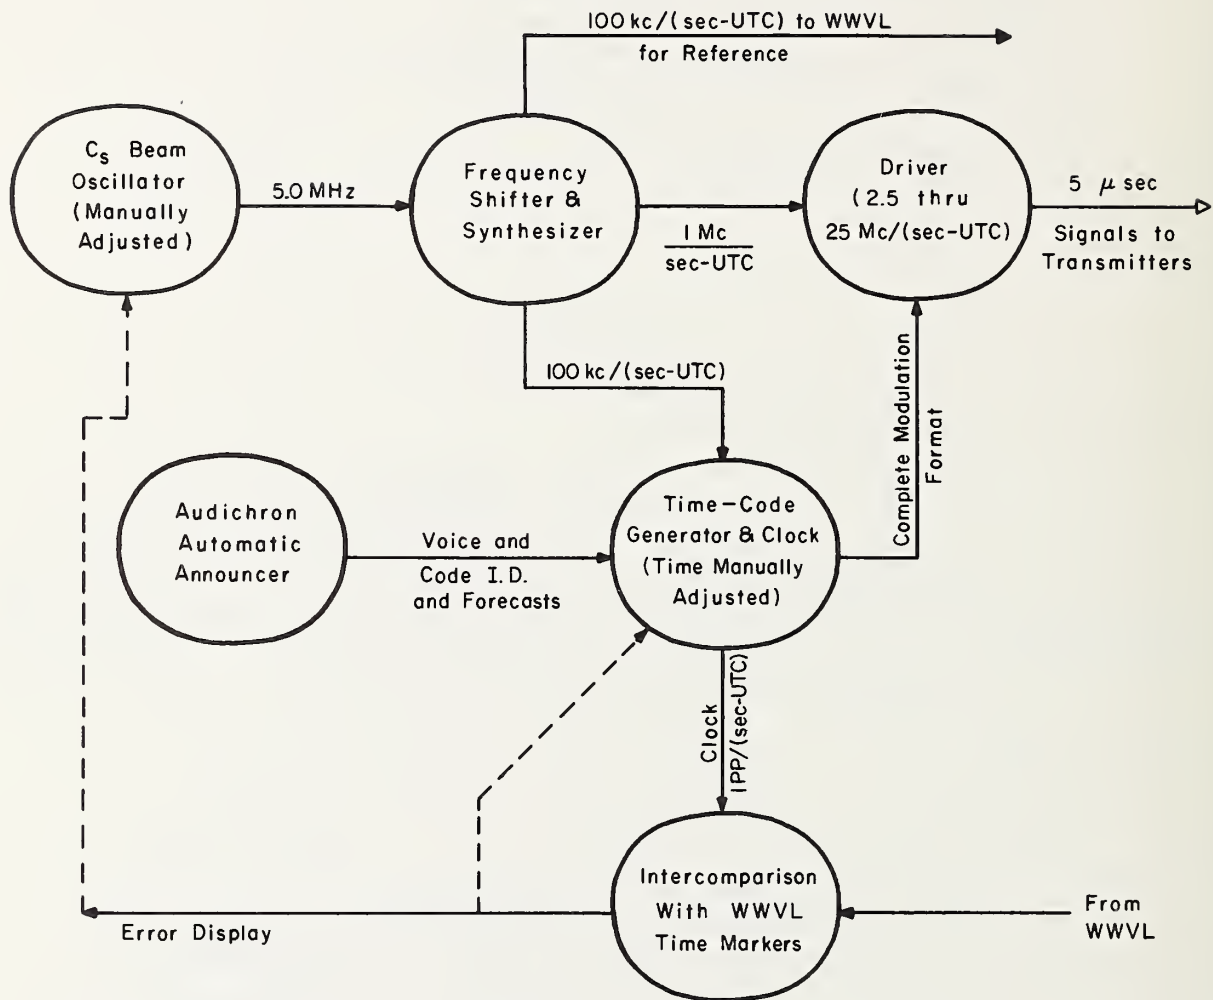 100 kc/(sec-UTC) to WWVL
for Reference
Cs Beam
Oscillator
(Manually
Adjusted)
5.0 MHz
Frequency
Shifter &
Synthesizer
1 Mc
sec-UTC
Driver
(2.5 thru
25 Mc/(sec-UTC)
5 μ sec
Signals to
Transmitters
100 kc/(sec-UTC)
Complete Modulation
Format
Audichron
Automatic
Announcer
Voice and
Code I.D.
and Forecasts
Time-Code
Generator & Clock
(Time Manually
Adjusted)
Clock
1PP/(sec-UTC)
Intercomparison
With WWVL
Time Markers
From
WWVL
Error Display